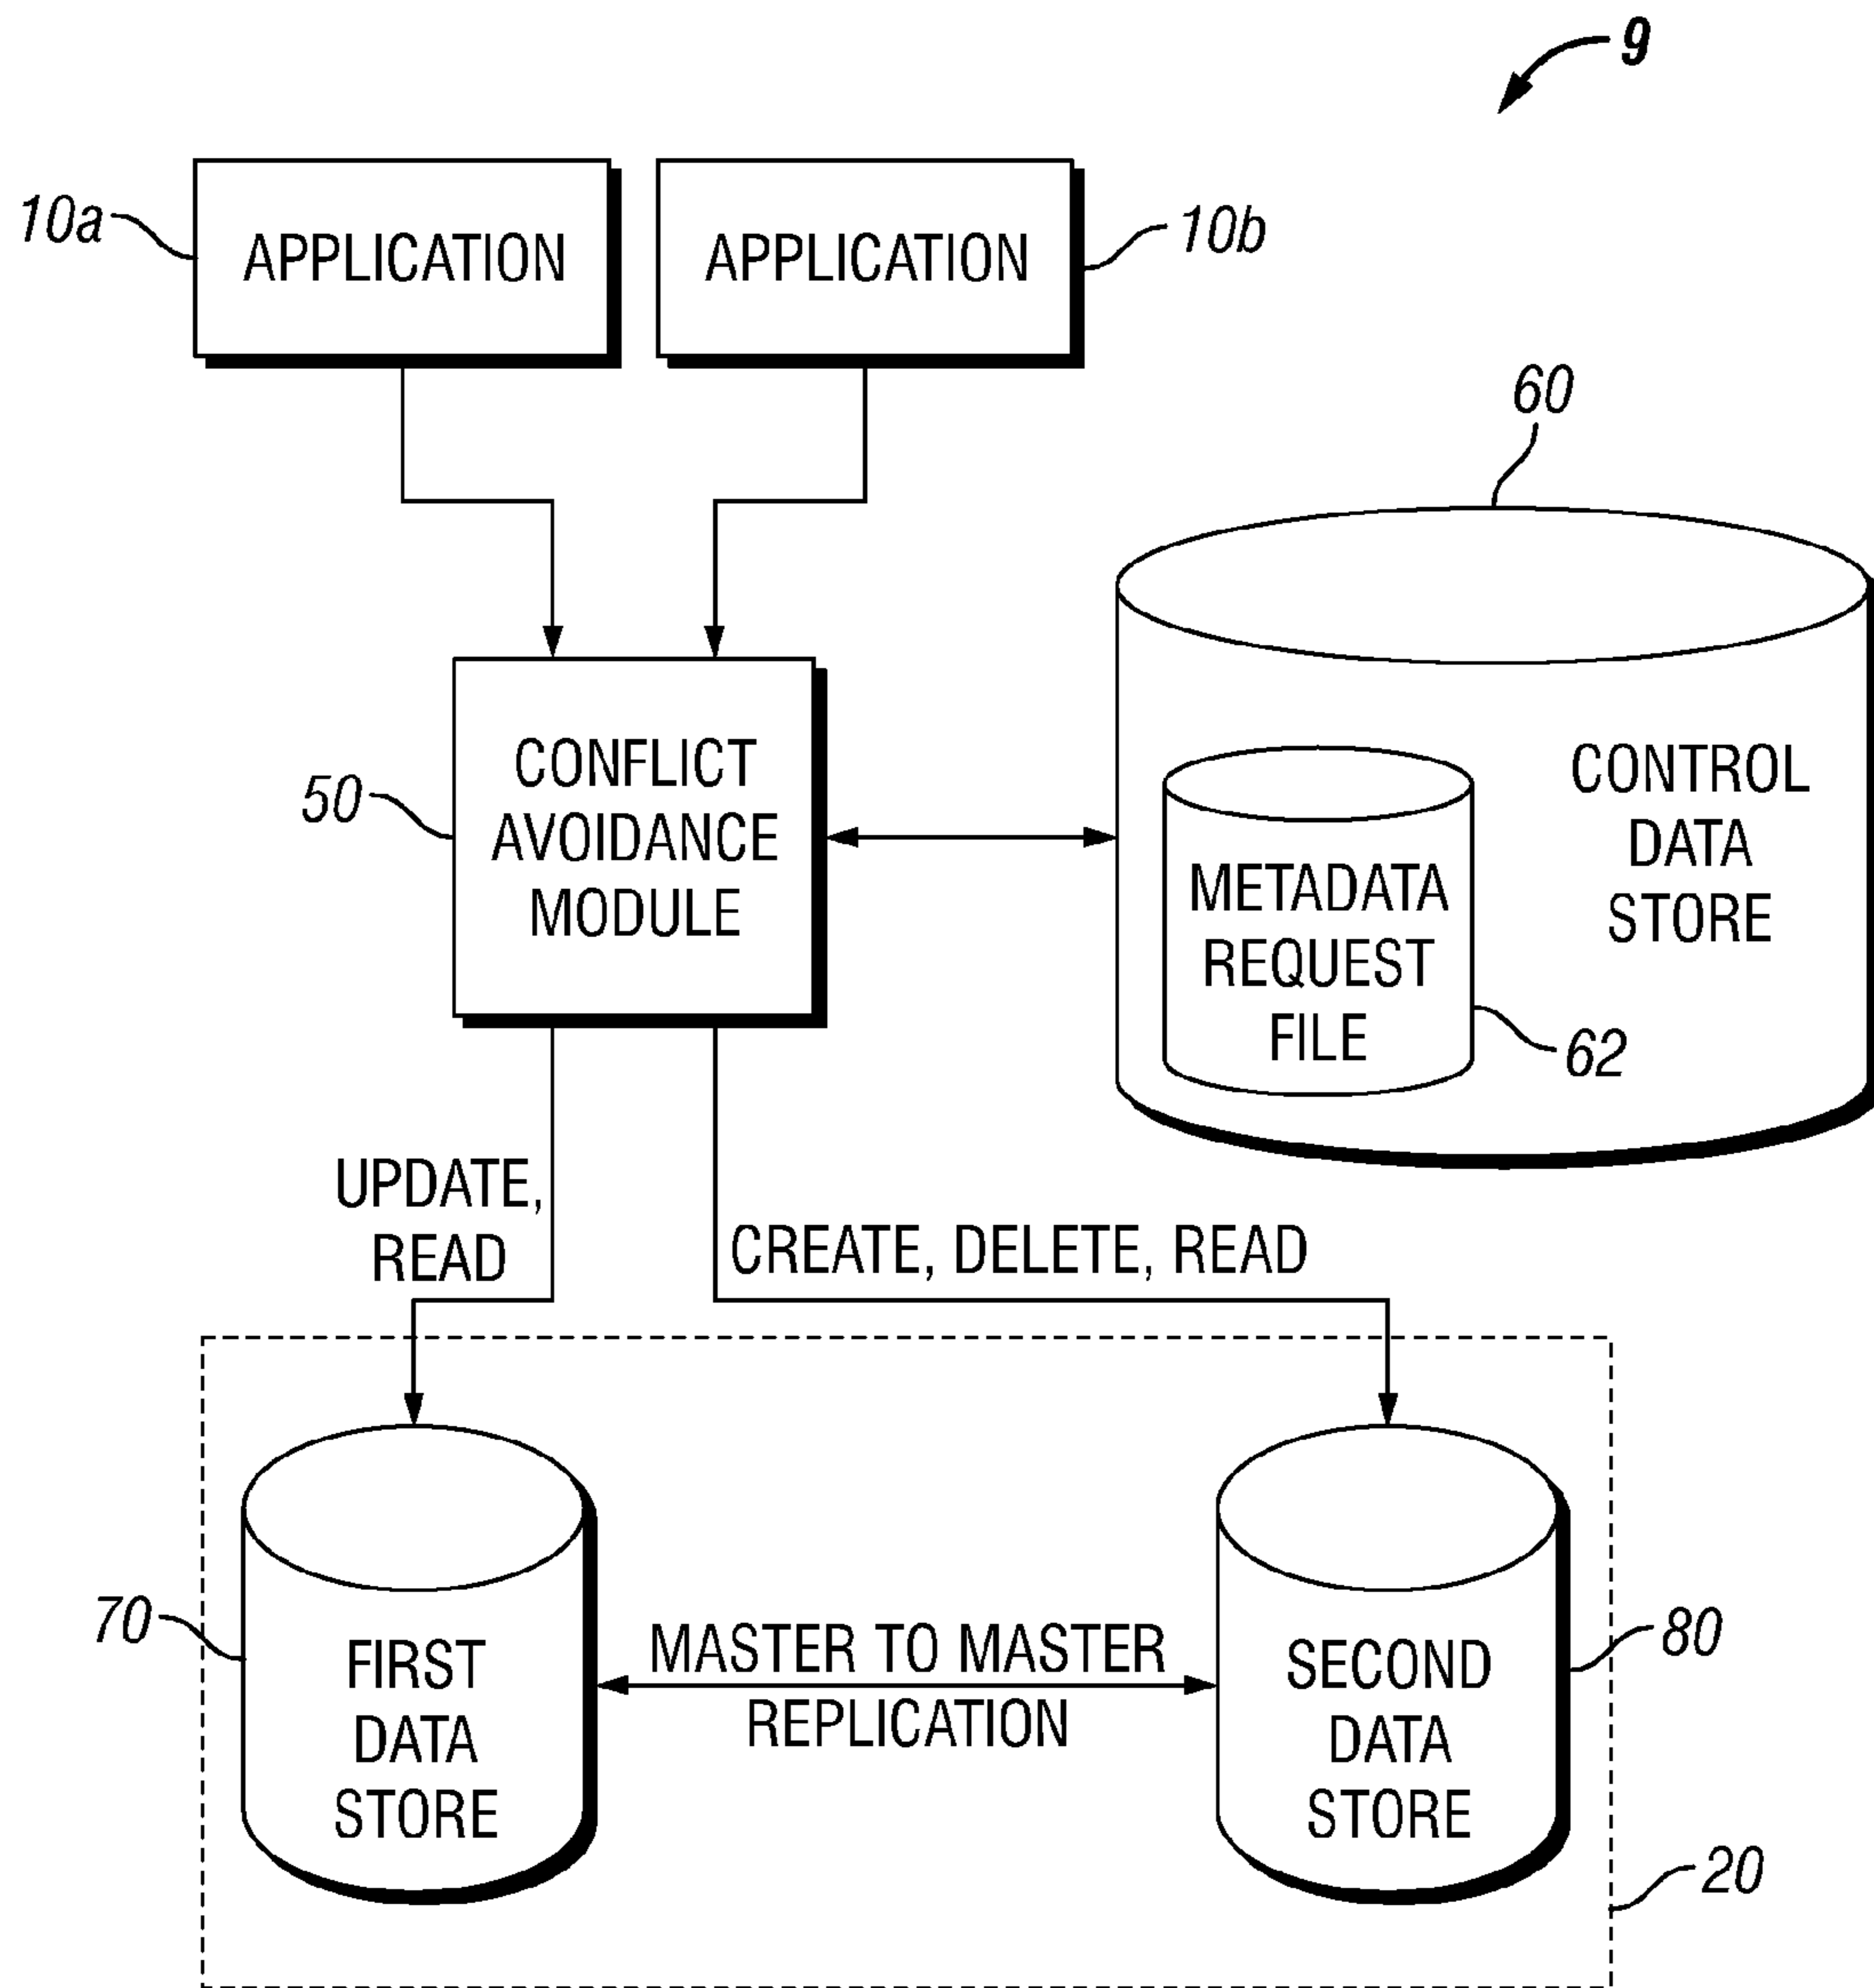 9
10a
APPLICATION
APPLICATION
10b
60
50
CONFLICT
AVOIDANCE
MODULE
CONTROL
DATA
STORE
METADATA
REQUEST
FILE
62
UPDATE,
READ
CREATE, DELETE, READ
70
FIRST
DATA
STORE
MASTER TO MASTER
REPLICATION
SECOND
DATA
STORE
80
20